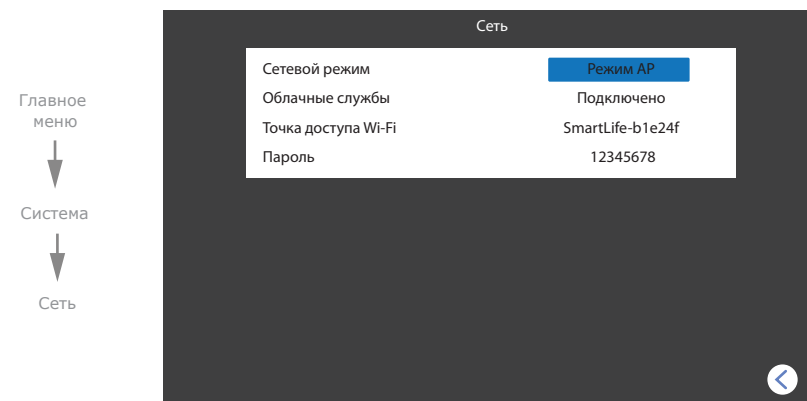 Главное
меню
Система
Сеть
Сеть
Сетевой режим Режим AP
Облачные службы Подключено
Точка доступа Wi-Fi SmartLife-b1e24f
Пароль 12345678